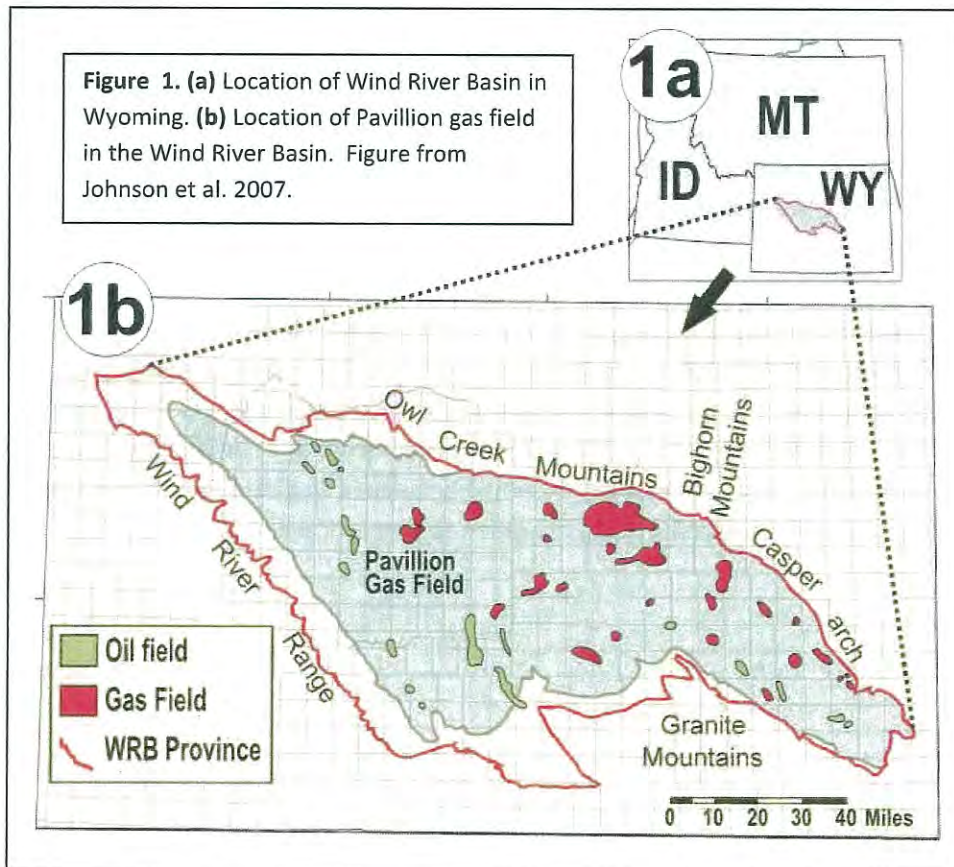 Figure 1. (a) Location of Wind River Basin in
Wyoming. (b) Location of Pavillion gas field
in the Wind River Basin. Figure from
Johnson et al. 2007.
1a
MT
ID
WY
1b
Owl
Creek
Mountains
Bighorn
Mountains
Casper
arch
Wind
River
Range
Pavillion
Gas Field
Granite
Mountains
Oil field
Gas Field
WRB Province
0 10 20 30 40 Miles